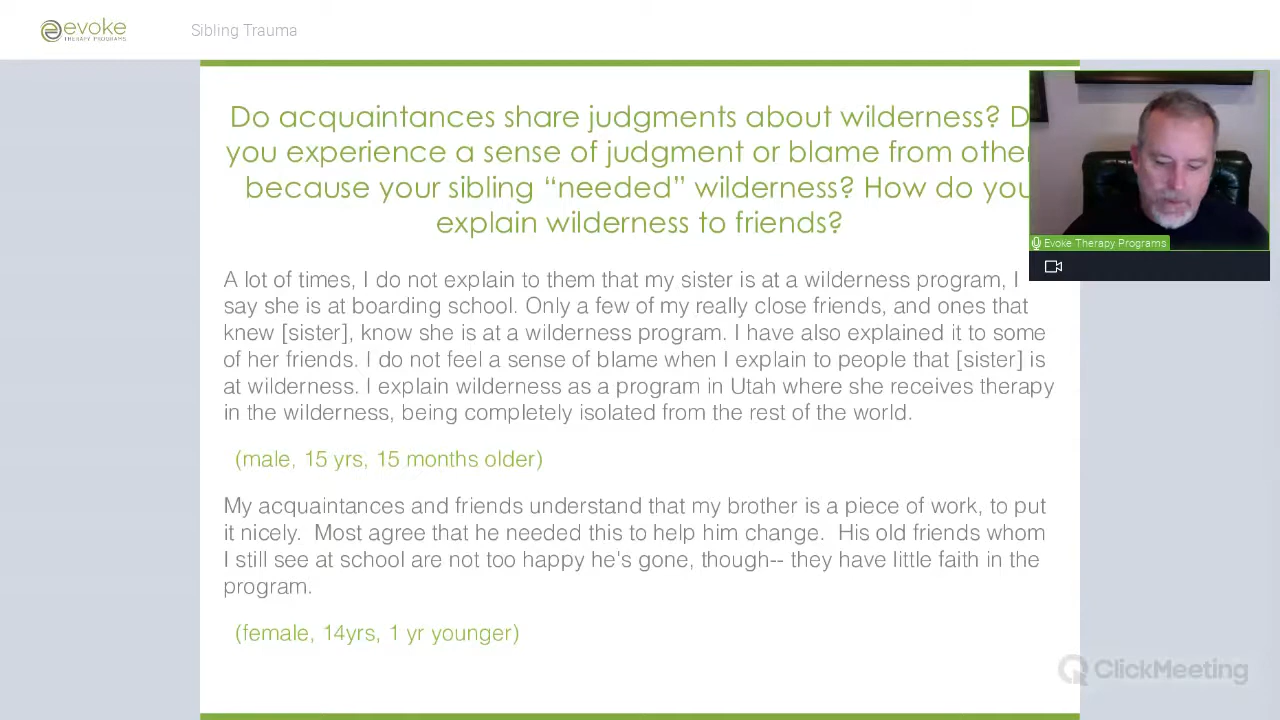 evoke
THERAPY PROGRAMS
Sibling Trauma
Do acquaintances share judgments about wilderness? D
you experience a sense of judgment or blame from other
because your sibling “needed” wilderness? How do you
explain wilderness to friends?
Evoke Therapy Programs
A lot of times, I do not explain to them that my sister is at a wilderness program, I
say she is at boarding school. Only a few of my really close friends, and ones that
knew [sister], know she is at a wilderness program. I have also explained it to some
of her friends. I do not feel a sense of blame when I explain to people that [sister] is
at wilderness. I explain wilderness as a program in Utah where she receives therapy
in the wilderness, being completely isolated from the rest of the world.
(male, 15 yrs, 15 months older)
My acquaintances and friends understand that my brother is a piece of work, to put
it nicely.  Most agree that he needed this to help him change.  His old friends whom
I still see at school are not too happy he's gone, though-- they have little faith in the
program.
(female, 14yrs, 1 yr younger)
ClickMeeting